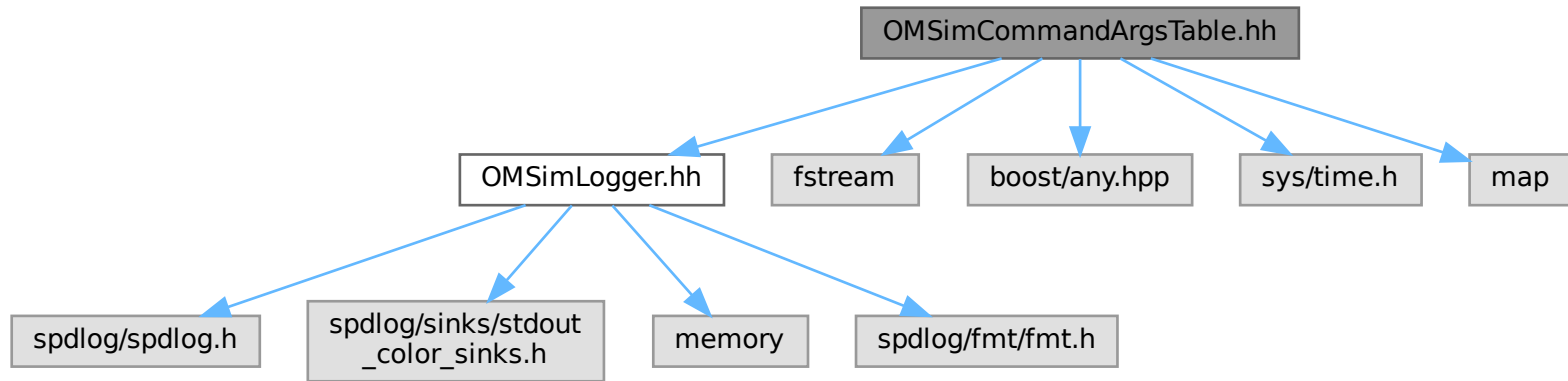 OMSimCommandArgsTable.hh
OMSimLogger.hh
fstream
boost/any.hpp
sys/time.h
map
spdlog/spdlog.h
spdlog/sinks/stdout
_color_sinks.h
memory
spdlog/fmt/fmt.h